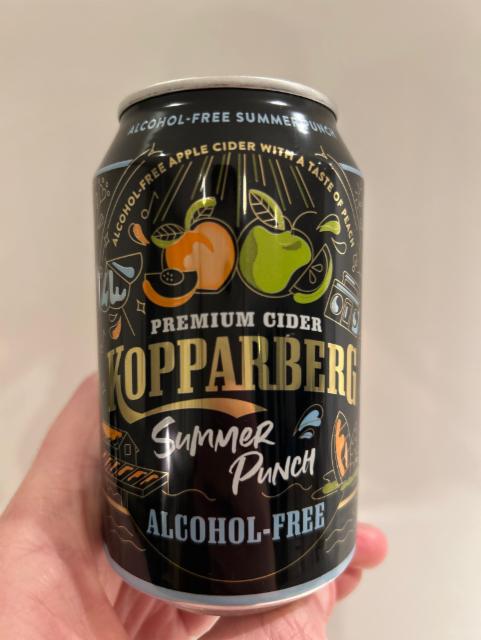 ALCOHOL-FREE SUMMER PUNCH
ALCOHOL-FREE APPLE CIDER WITH A TASTE OF PEACH
PREMIUM CIDER
KOPPARBERG
SUMMER
PUNCH
ALCOHOL-FREE